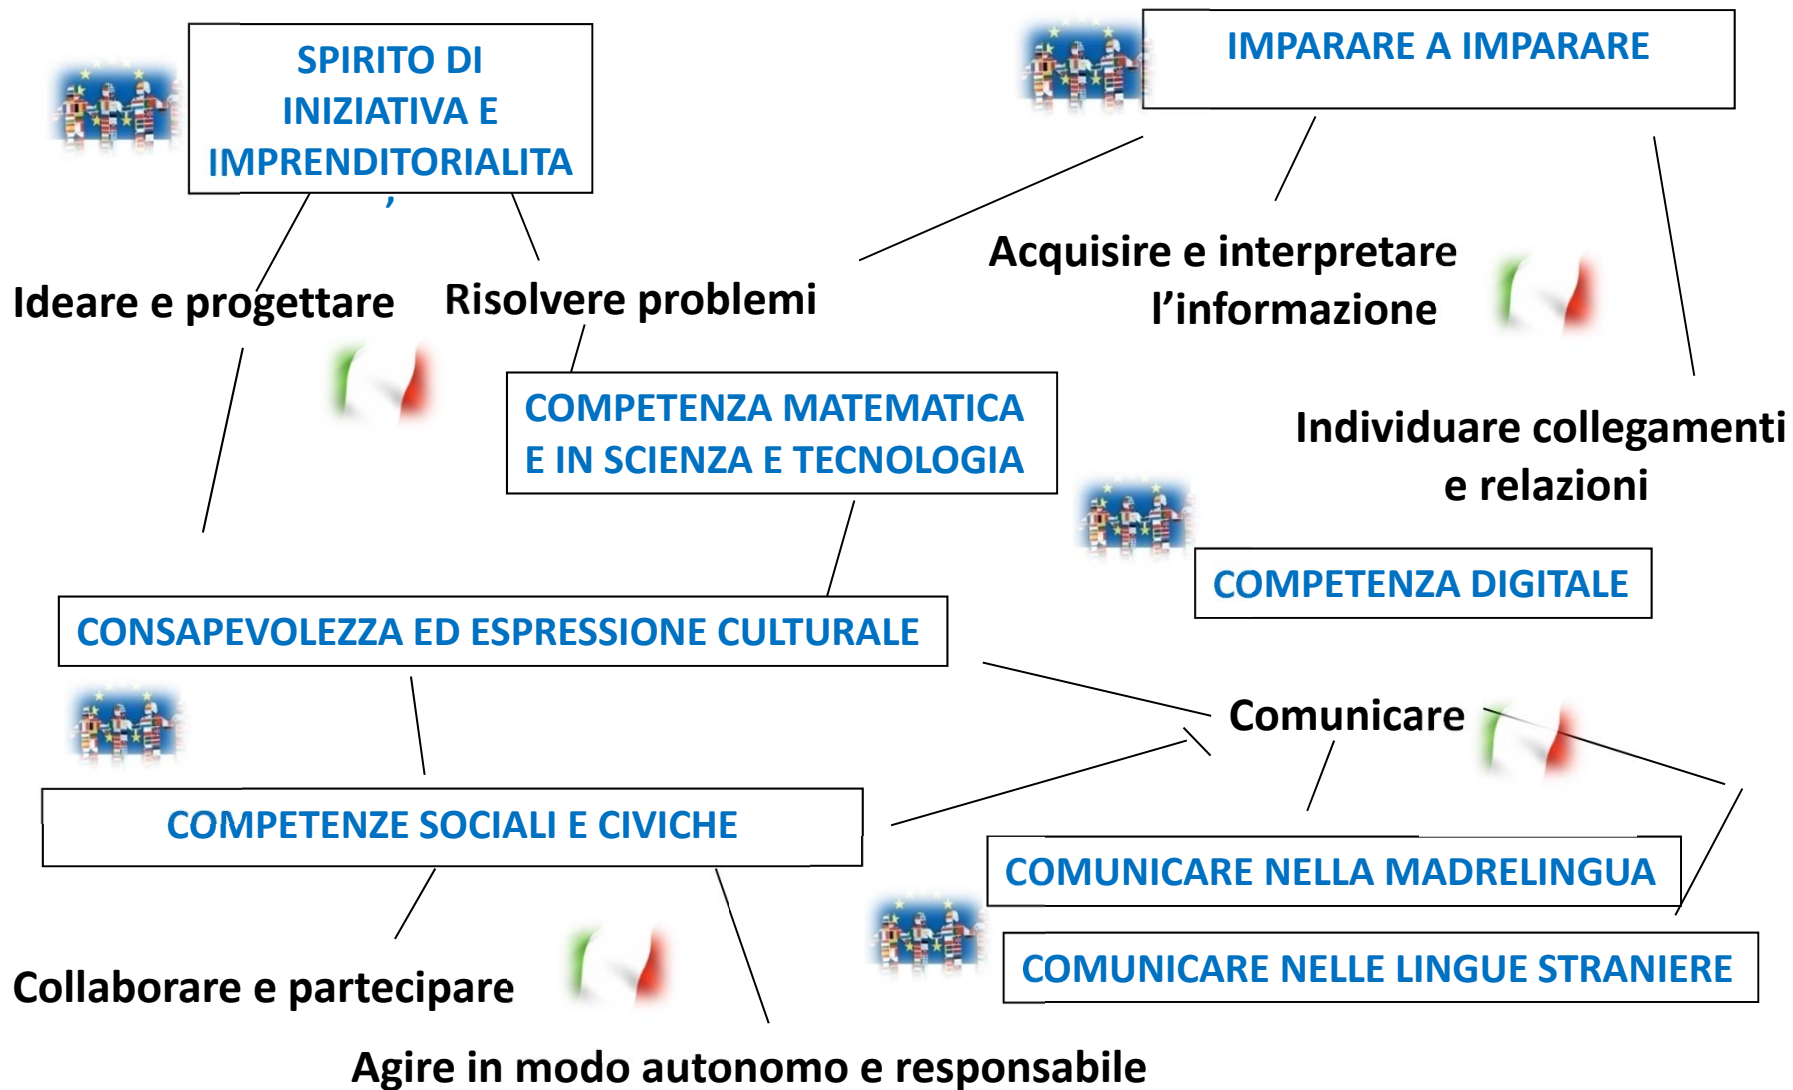 SPIRITO DI
INIZIATIVA E
IMPRENDITORIALITA
’
IMPARARE A IMPARARE
Ideare e progettare
Risolvere problemi
Acquisire e interpretare
l’informazione
COMPETENZA MATEMATICA
E IN SCIENZA E TECNOLOGIA
Individuare collegamenti
e relazioni
COMPETENZA DIGITALE
CONSAPEVOLEZZA ED ESPRESSIONE CULTURALE
Comunicare
COMPETENZE SOCIALI E CIVICHE
COMUNICARE NELLA MADRELINGUA
COMUNICARE NELLE LINGUE STRANIERE
Collaborare e partecipare
Agire in modo autonomo e responsabile